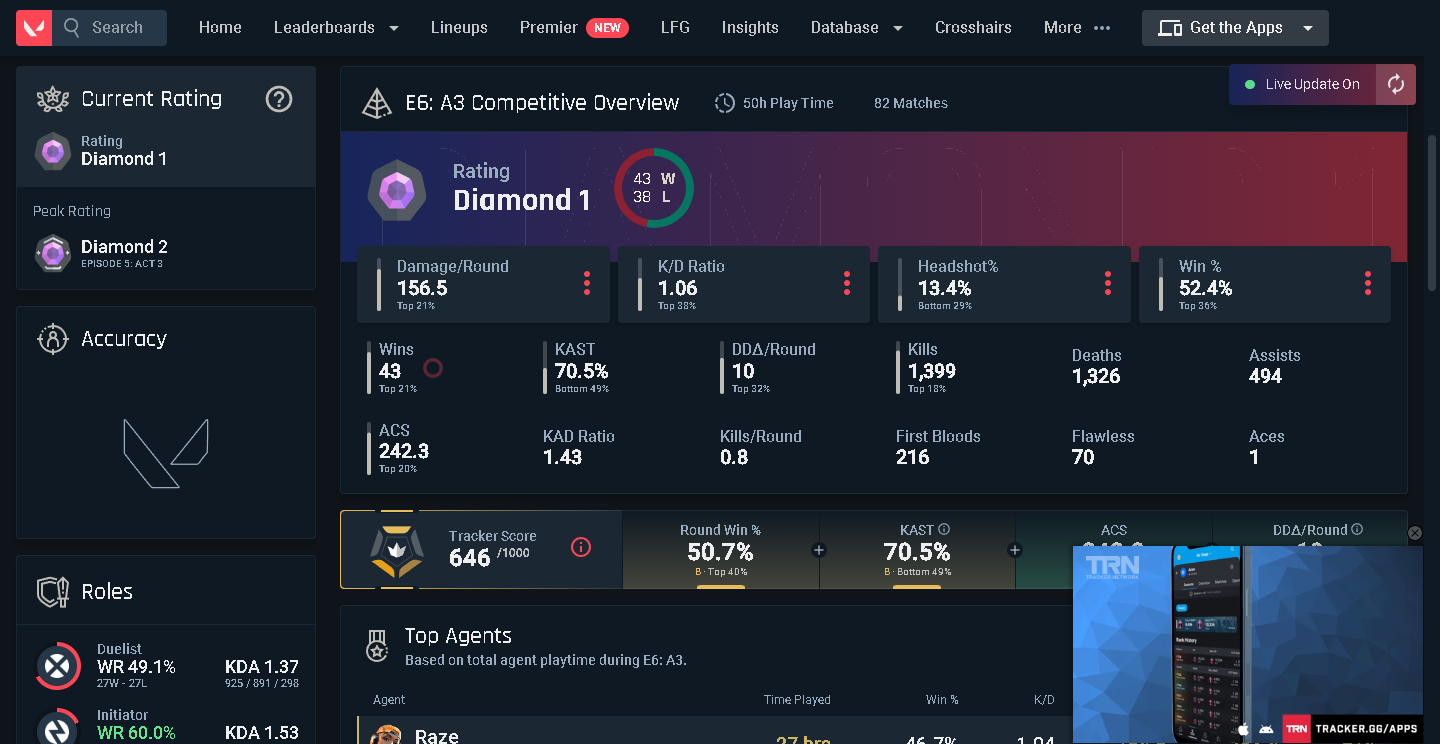 Search
Home
Leaderboards
Lineups
Premier NEW
LFG
Insights
Database
Crosshairs
More
Get the Apps
Live Update On
Current Rating
Rating
Diamond 1
Peak Rating
Diamond 2
EPISODE 5: ACT 3
Accuracy
Roles
Duelist
WR 49.1% KDA 1.37
27W - 27L 925 / 891 / 298
Initiator
WR 60.0% KDA 1.53
E6: A3 Competitive Overview 50h Play Time 82 Matches
Rating
Diamond 1
43 W
38 L
Damage/Round
156.5
Top 21%
K/D Ratio
1.06
Top 38%
Headshot%
13.4%
Bottom 29%
Win %
52.4%
Top 36%
Wins
43
Top 21%
KAST
70.5%
Bottom 49%
DDΔ/Round
10
Top 32%
Kills
1,399
Top 18%
Deaths
1,326
Assists
494
ACS
242.3
Top 20%
KAD Ratio
1.43
Kills/Round
0.8
First Bloods
216
Flawless
70
Aces
1
Tracker Score
646 /1000
Round Win %
50.7%
B · Top 40%
KAST
70.5%
B · Bottom 49%
ACS
DDΔ/Round
Top Agents
Based on total agent playtime during E6: A3.
Agent Time Played Win % K/D
Raze 27 hrs 46.7% 1.04
TRN
TRACKER NETWORK
TRN TRACKER.GG/APPS